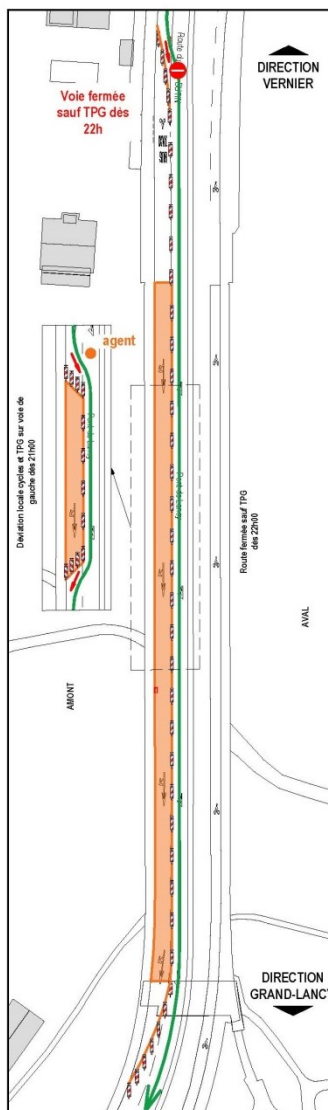 DIRECTION
VERNIER
Voie fermée
sauf TPG dès
22h
agent
Déviation locale cycles et TPG sur voie de
gauche dès 21h00
Route fermée sauf TPG
dès 22h00
AMONT
AVAL
DIRECTION
GRAND-LANCY